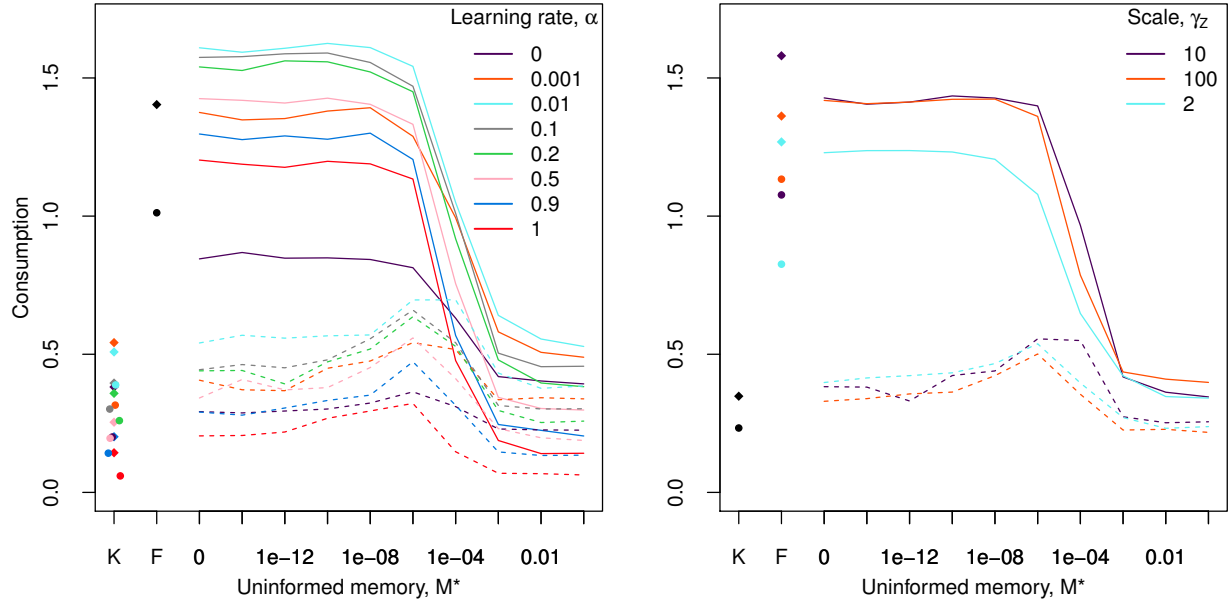 Learning rate, α
0
0.001
0.01
0.1
0.2
0.5
0.9
1
Consumption
0.0
0.5
1.0
1.5
K
F
0
1e−12
1e−08
1e−04
0.01
Uninformed memory, M*
Scale, γZ
10
100
2
0.0
0.5
1.0
1.5
K
F
0
1e−12
1e−08
1e−04
0.01
Uninformed memory, M*